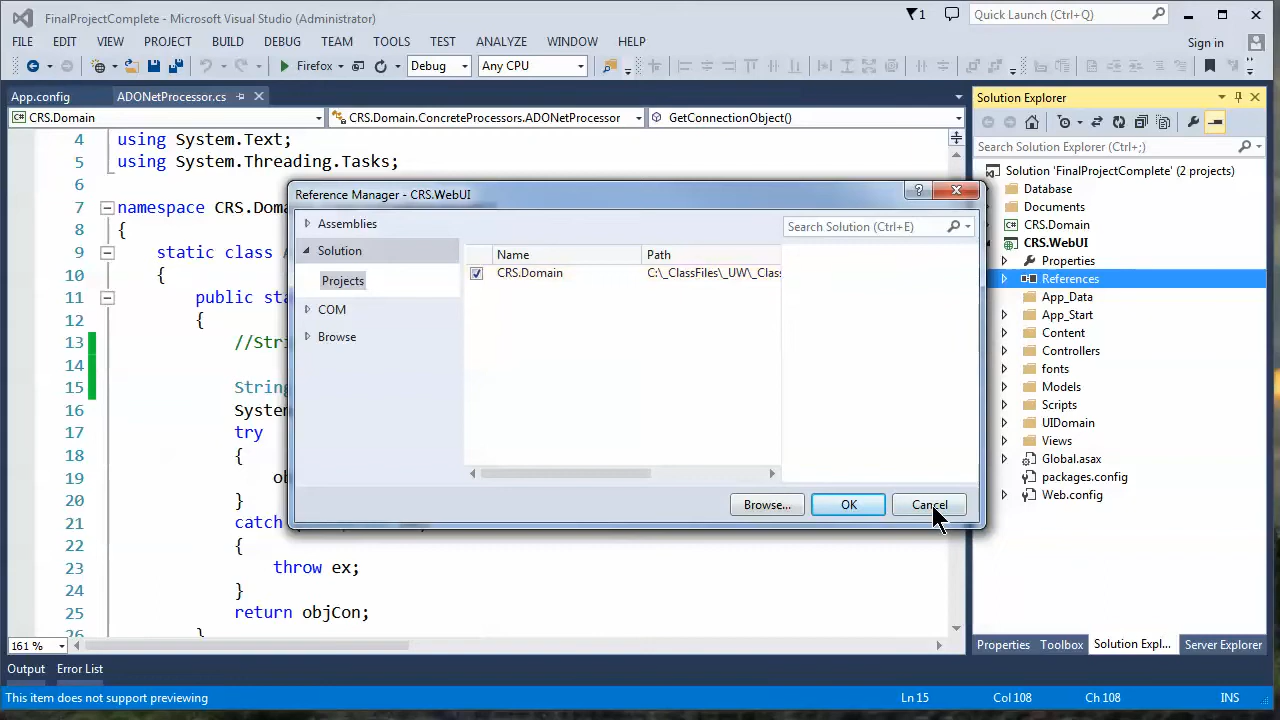 FinalProjectComplete - Microsoft Visual Studio (Administrator)
1
Quick Launch (Ctrl+Q)
FILE EDIT VIEW PROJECT BUILD DEBUG TEAM TOOLS TEST ANALYZE WINDOW HELP
Sign in
Firefox Debug Any CPU
App.config ADONetProcessor.cs
CRS.Domain CRS.Domain.ConcreteProcessors.ADONetProcessor GetConnectionObject()
4 using System.Text;
5 using System.Threading.Tasks;
6
7 namespace CRS.Doma
8 {
9 static class
10 {
11 public sta
12 {
13 //Stri
14
15 String
16 System
17 try
18 {
19 ob
20 }
21 catch
22 {
23 throw ex;
24 }
25 return objCon;
26 }
161 %
Reference Manager - CRS.WebUI
?
Assemblies
Solution
Projects
COM
Browse
Search Solution (Ctrl+E)
Name Path
CRS.Domain C:\_ClassFiles\_UW\_Class
Browse... OK Cancel
Solution Explorer
Search Solution Explorer (Ctrl+;)
Solution 'FinalProjectComplete' (2 projects)
Database
Documents
CRS.Domain
CRS.WebUI
Properties
References
App_Data
App_Start
Content
Controllers
fonts
Models
Scripts
UIDomain
Views
Global.asax
packages.config
Web.config
Properties Toolbox Solution Expl... Server Explorer
Output Error List
This item does not support previewing
Ln 15 Col 108 Ch 108 INS